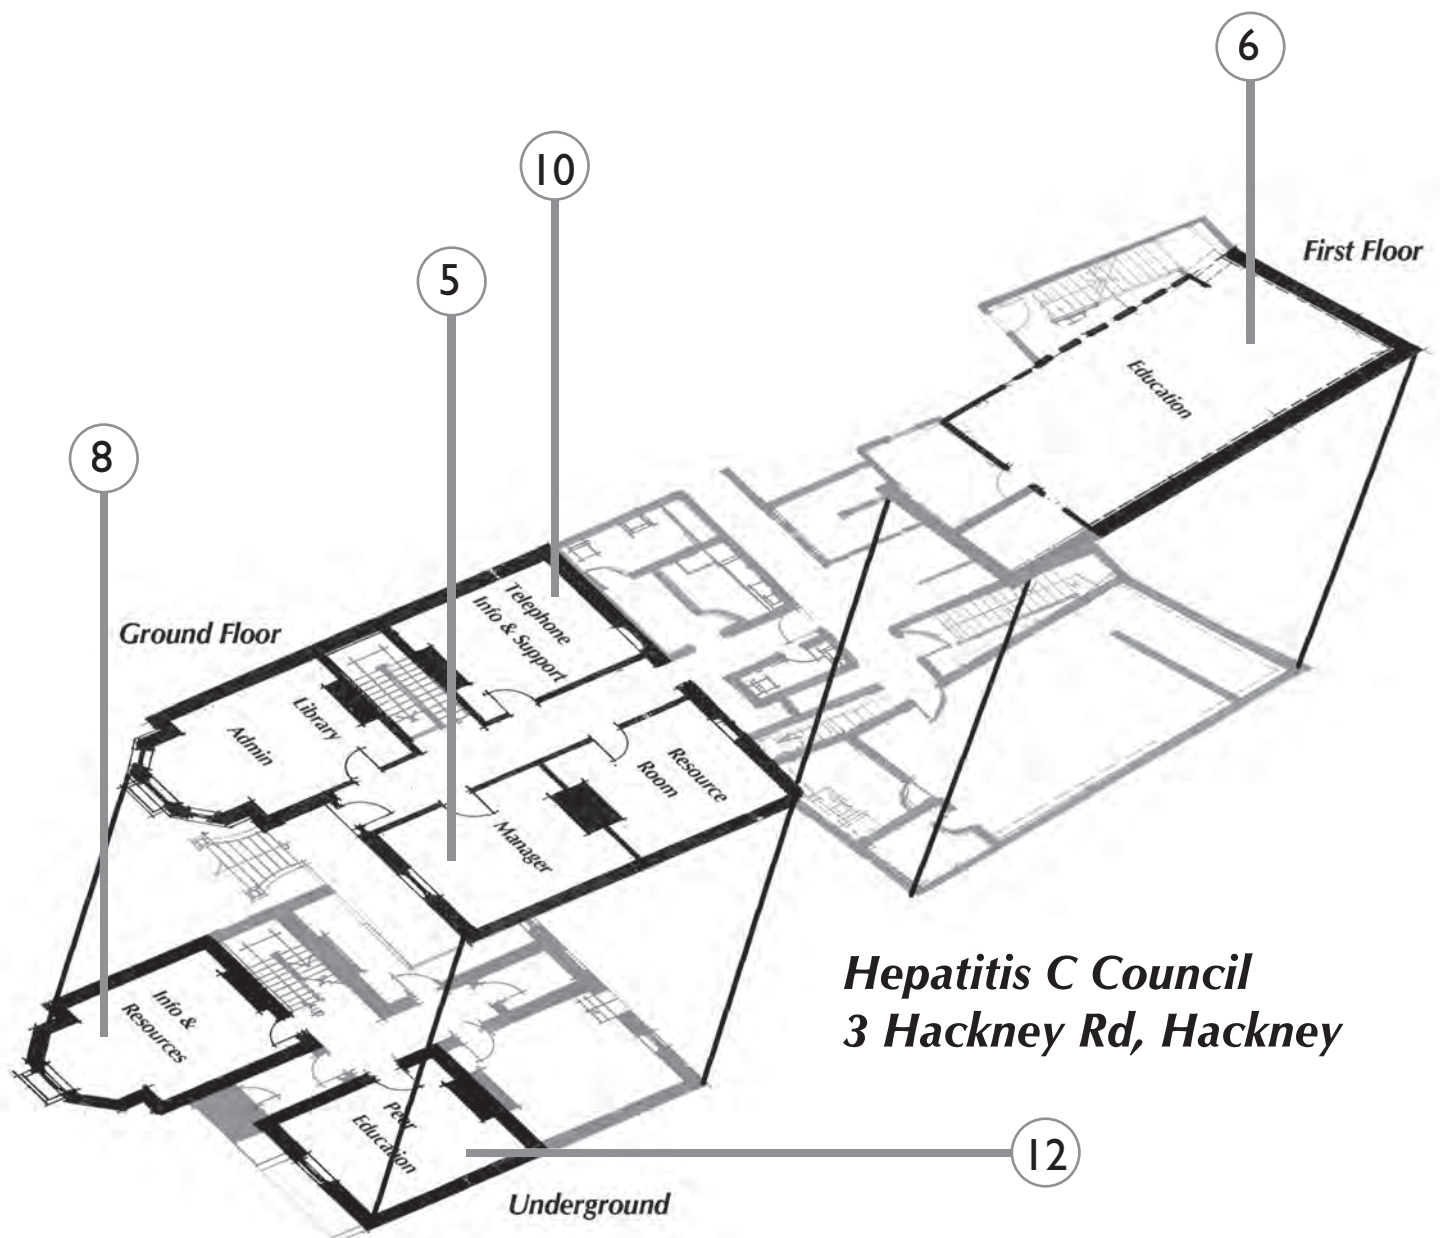 6
10
First Floor
5
Education
8
Telephone
Info & Support
Ground Floor
Library
Admin
Resource
Room
Manager
Hepatitis C Council
3 Hackney Rd, Hackney
Info &
Resources
UP
Peer
Education
12
Underground